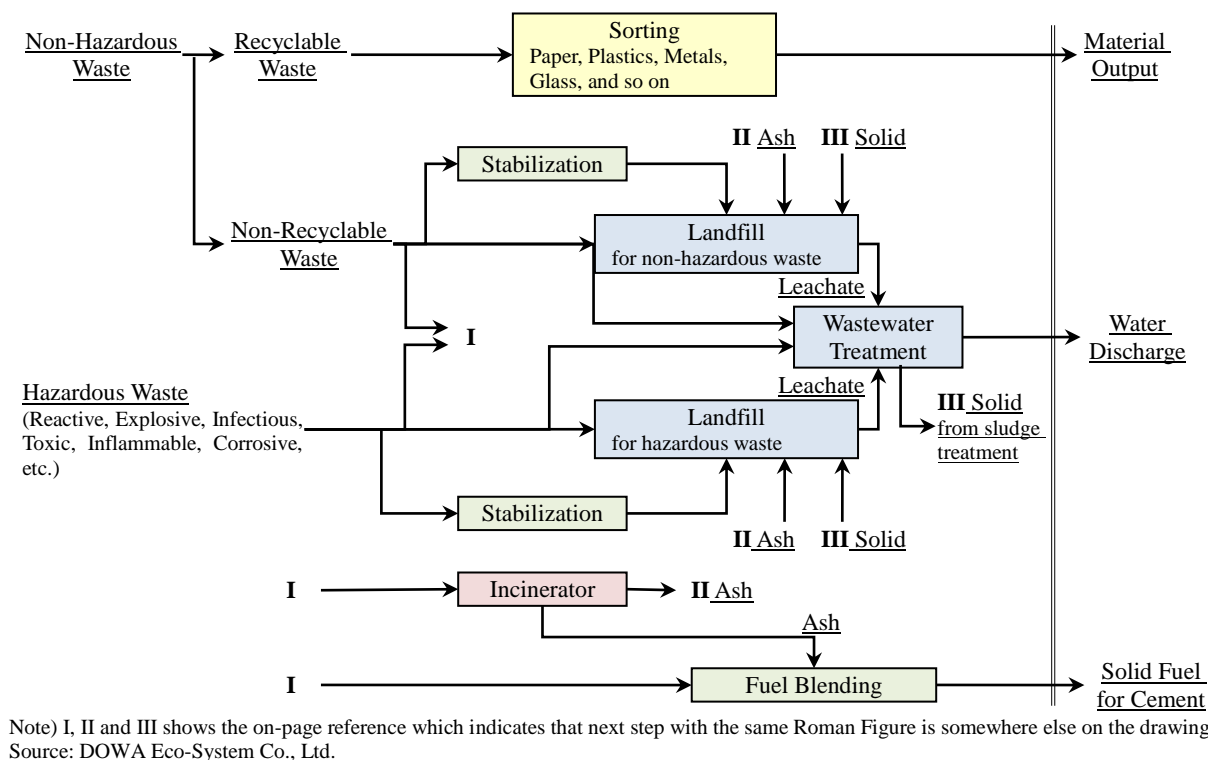 Non-Hazardous
Waste
Recyclable
Waste
Sorting
Paper, Plastics, Metals,
Glass, and so on
Material
Output
II Ash
III Solid
Stabilization
Non-Recyclable
Waste
Landfill
for non-hazardous waste
Leachate
I
Wastewater
Treatment
Water
Discharge
Hazardous Waste
(Reactive, Explosive, Infectious,
Toxic, Inflammable, Corrosive,
etc.)
Leachate
Landfill
for hazardous waste
III Solid
from sludge
treatment
Stabilization
II Ash
III Solid
I
Incinerator
II Ash
Ash
I
Fuel Blending
Solid Fuel
for Cement
Note) I, II and III shows the on-page reference which indicates that next step with the same Roman Figure is somewhere else on the drawing
Source: DOWA Eco-System Co., Ltd.